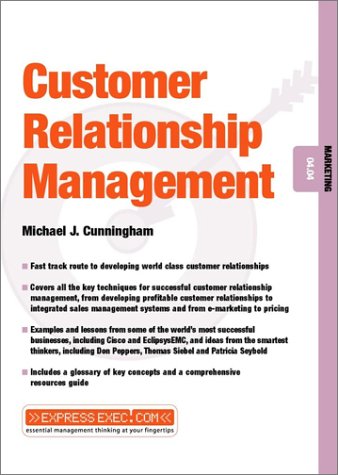 Customer
Relationship
Management
MARKETING
04.04
Michael J. Cunningham
Fast track route to developing world class customer relationships
Covers all the key techniques for successful customer relationship
management, from developing profitable customer relationships to
integrated sales management systems and from e-marketing to pricing
Examples and lessons from some of the world's most successful
businesses, including Cisco and EclipsysEMC, and ideas from the smartest
thinkers, including Don Peppers, Thomas Siebel and Patricia Seybold
Includes a glossary of key concepts and a comprehensive
resources guide
>> EXPRESS EXEC.COM >>
essential management thinking at your fingertips